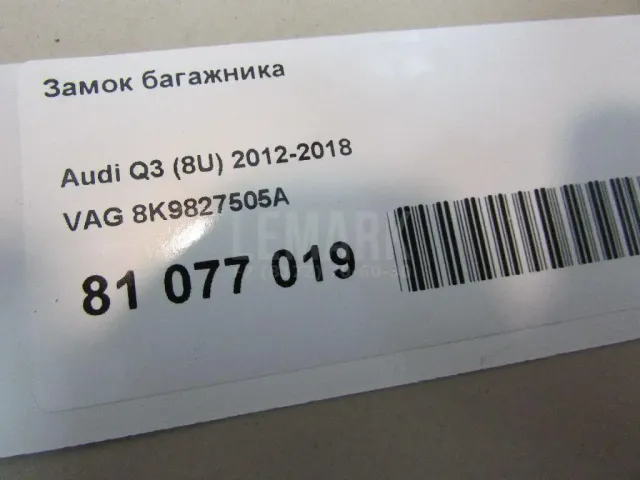 Замок багажника
Audi Q3 (8U) 2012-2018
VAG 8K9827505A
81 077 019